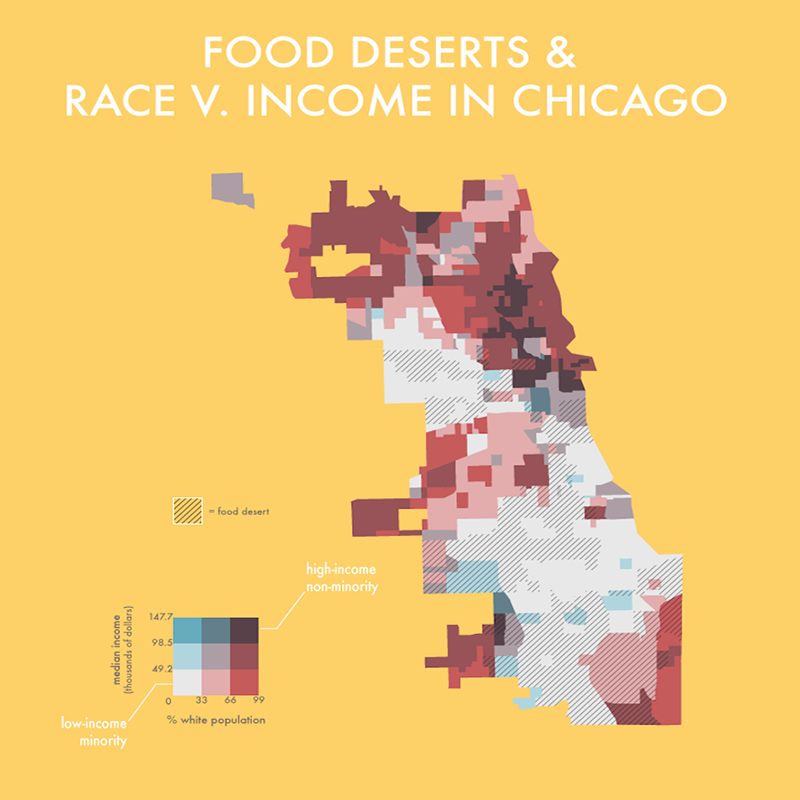 FOOD DESERTS &
RACE V. INCOME IN CHICAGO
= food desert
high-income
non-minority
median income
(thousands of dollars)
147.7
98.5
49.2
0 33 66 99
% white population
low-income
minority